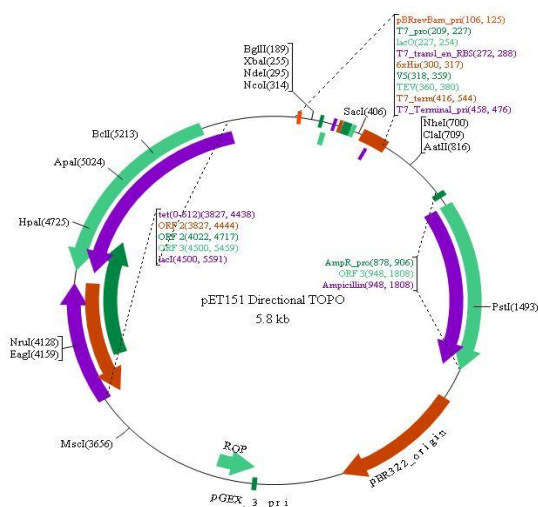 pBRrevBam_pri(106, 125)
T7_pro(209, 227)
lacO(227, 254)
T7_transl_en_RBS(272, 288)
6xHis(300, 317)
V5(318, 359)
TEV(360, 380)
T7_term(416, 544)
T7_Terminal_pri(458, 476)
BglII(189)
XbaI(255)
NdeI(295)
NcoI(314)
SacI(406)
NheI(700)
ClaI(709)
AatII(816)
BclI(5213)
ApaI(5024)
HpaI(4725)
tet(0-612)(3827, 4438)
ORF 2(3827, 4444)
ORF 2(4022, 4717)
ORF 3(4500, 5459)
lacI(4500, 5591)
AmpR_pro(878, 906)
ORF 3(948, 1808)
Ampicillin(948, 1808)
pET151 Directional TOPO
5.8 kb
PstI(1493)
NruI(4128)
EagI(4159)
MscI(3656)
ROP
pBR322_origin
pGEX_3_pri